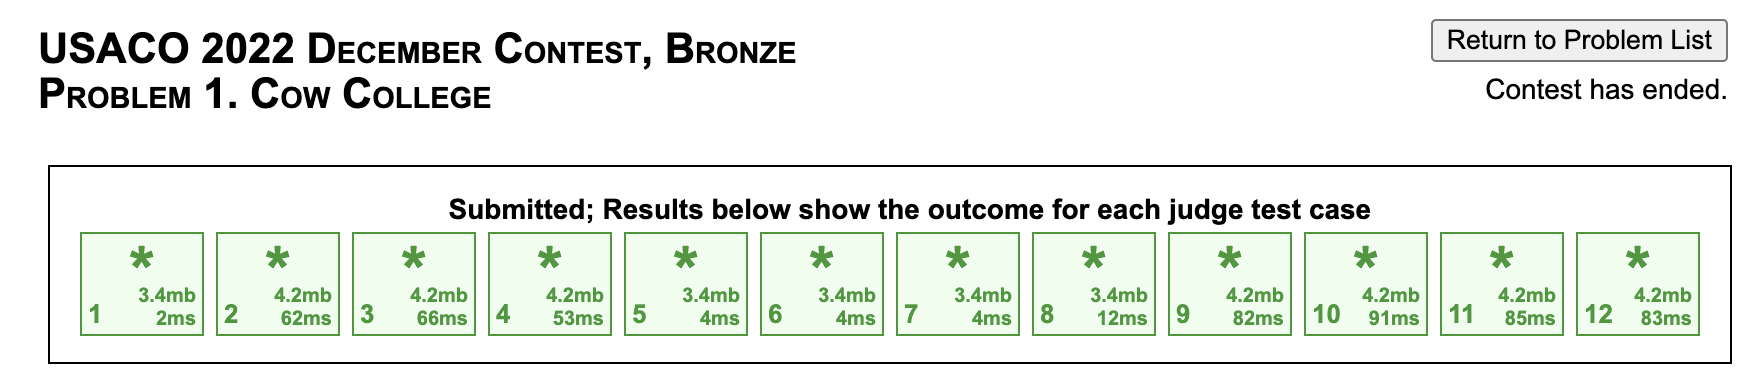 USACO 2022 December Contest, Bronze
Problem 1. Cow College
Return to Problem List
Contest has ended.
Submitted; Results below show the outcome for each judge test case
* * * * * * * * * * * *
3.4mb 4.2mb 4.2mb 4.2mb 3.4mb 3.4mb 3.4mb 3.4mb 4.2mb 4.2mb 4.2mb 4.2mb
1 2ms 2 62ms 3 66ms 4 53ms 5 4ms 6 4ms 7 4ms 8 12ms 9 82ms 10 91ms 11 85ms 12 83ms